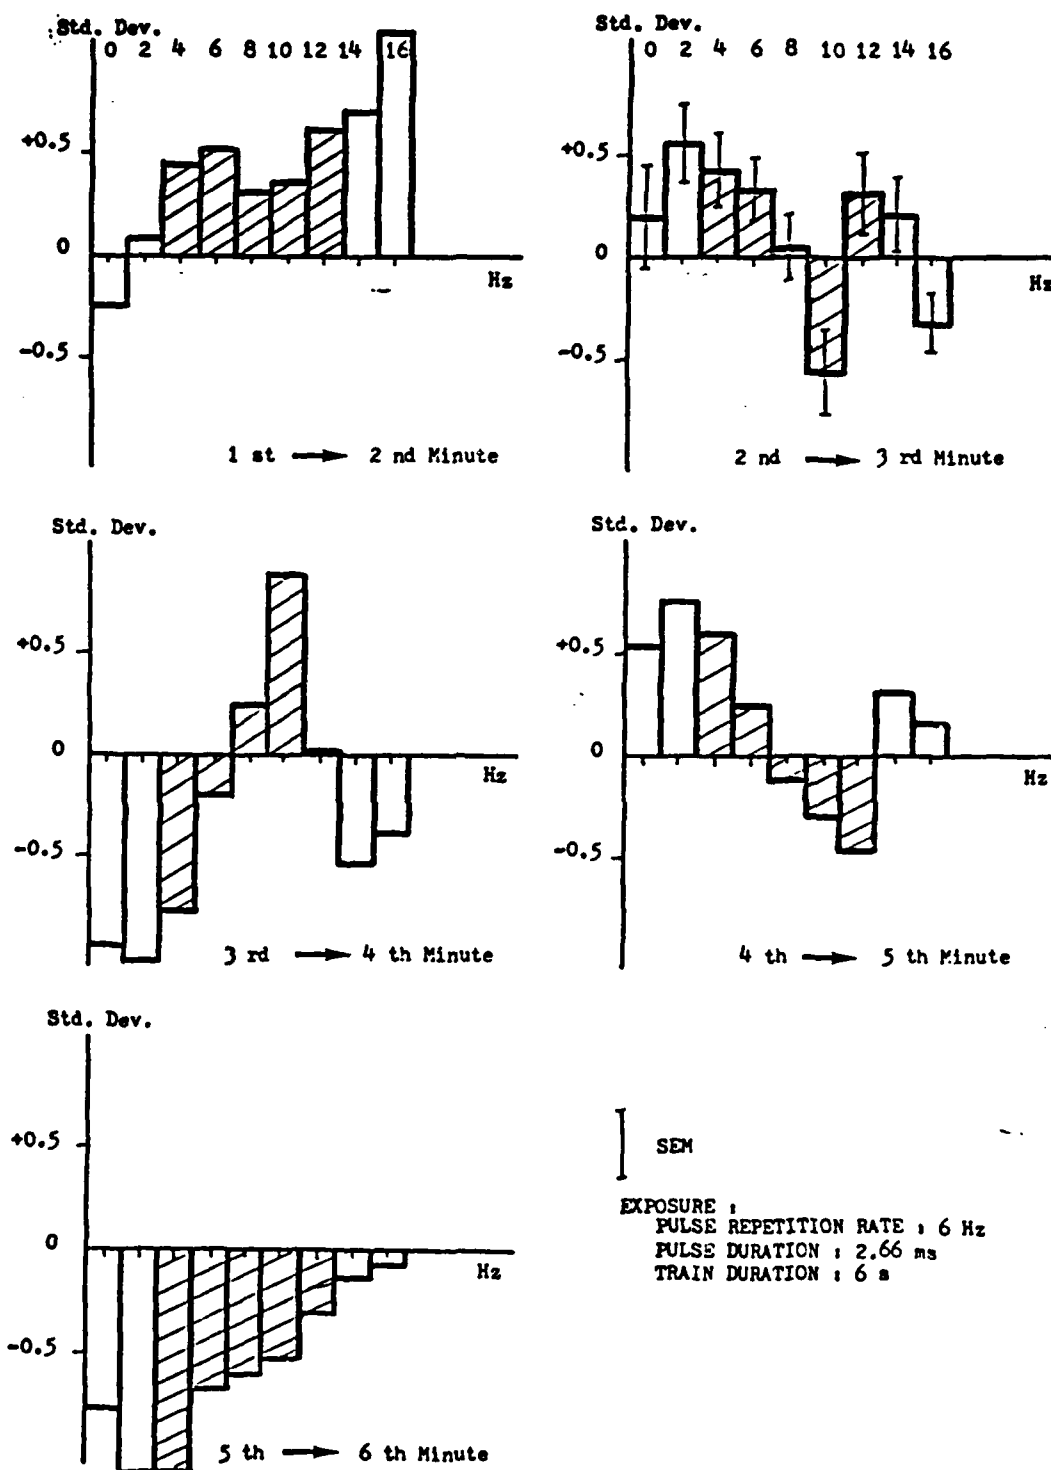 Std. Dev.
0 2 4 6 8 10 12 14 16
+0.5
0
Hz
-0.5
1 st → 2 nd Minute
Std. Dev.
0 2 4 6 8 10 12 14 16
+0.5
0
Hz
-0.5
2 nd → 3 rd Minute
Std. Dev.
+0.5
0
Hz
-0.5
3 rd → 4 th Minute
Std. Dev.
+0.5
0
Hz
-0.5
4 th → 5 th Minute
Std. Dev.
+0.5
0
Hz
-0.5
5 th → 6 th Minute
SEM
EXPOSURE :
PULSE REPETITION RATE : 6 Hz
PULSE DURATION : 2.66 ms
TRAIN DURATION : 6 s